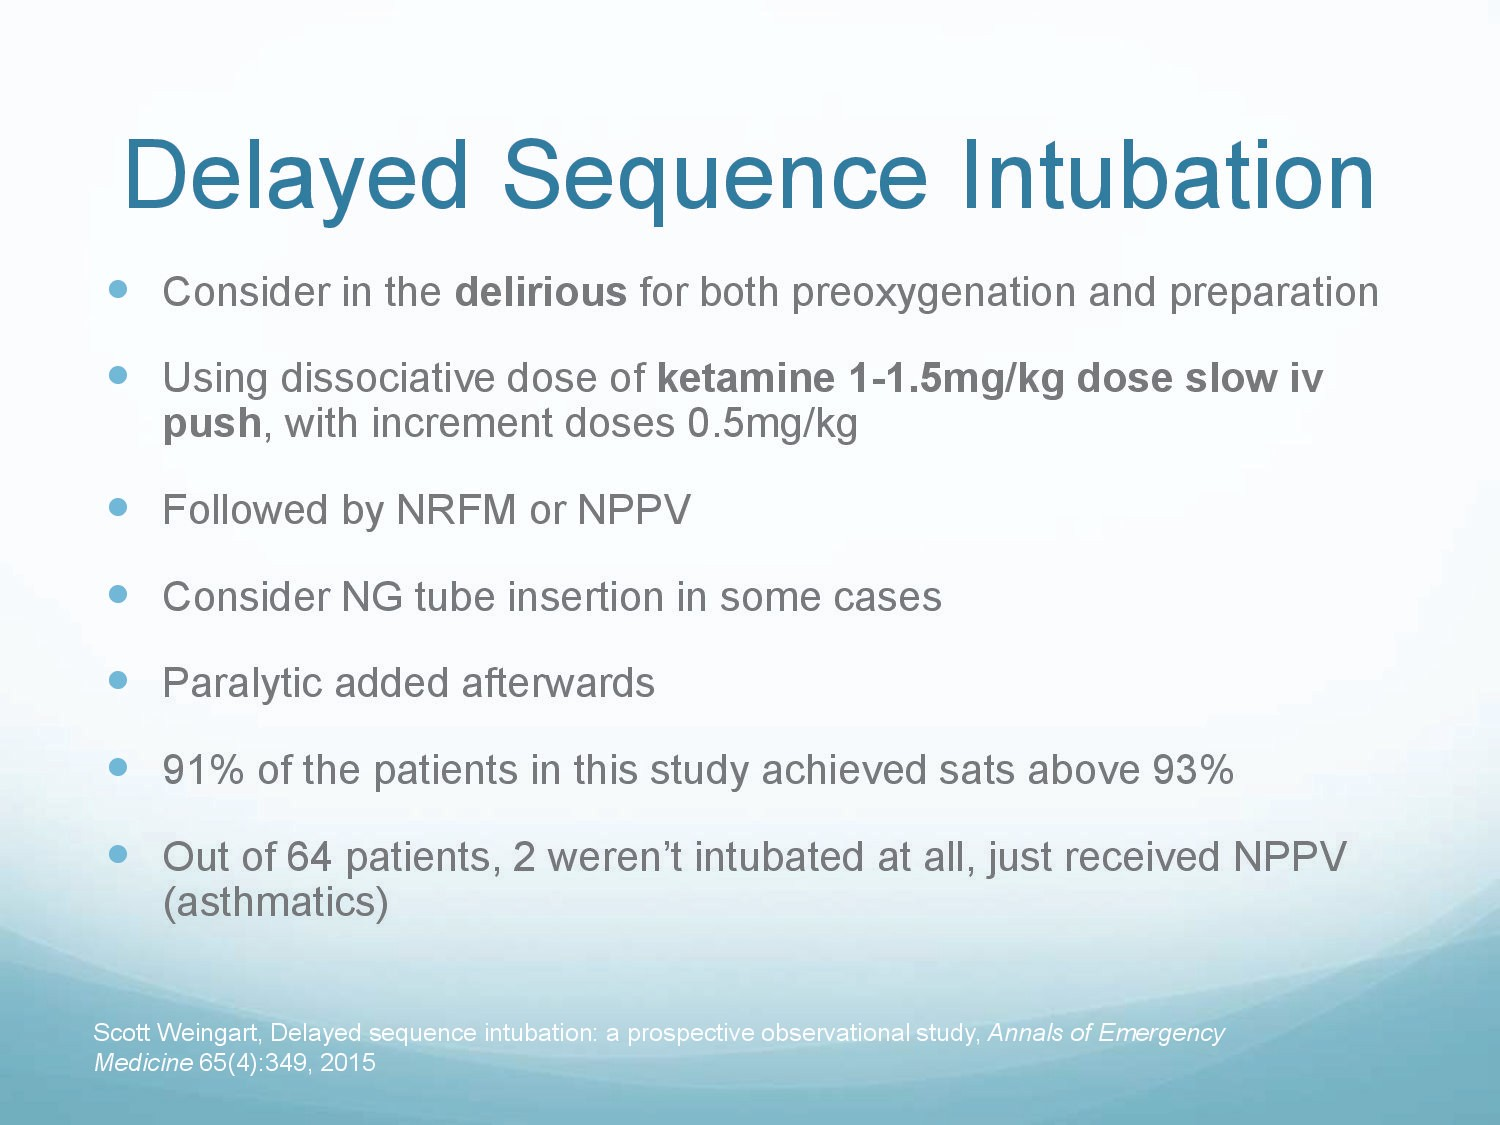 Delayed Sequence Intubation
Consider in the delirious for both preoxygenation and preparation
Using dissociative dose of ketamine 1-1.5mg/kg dose slow iv
push, with increment doses 0.5mg/kg
Followed by NRFM or NPPV
Consider NG tube insertion in some cases
Paralytic added afterwards
91% of the patients in this study achieved sats above 93%
Out of 64 patients, 2 weren’t intubated at all, just received NPPV
(asthmatics)
Scott Weingart, Delayed sequence intubation: a prospective observational study, Annals of Emergency
Medicine 65(4):349, 2015